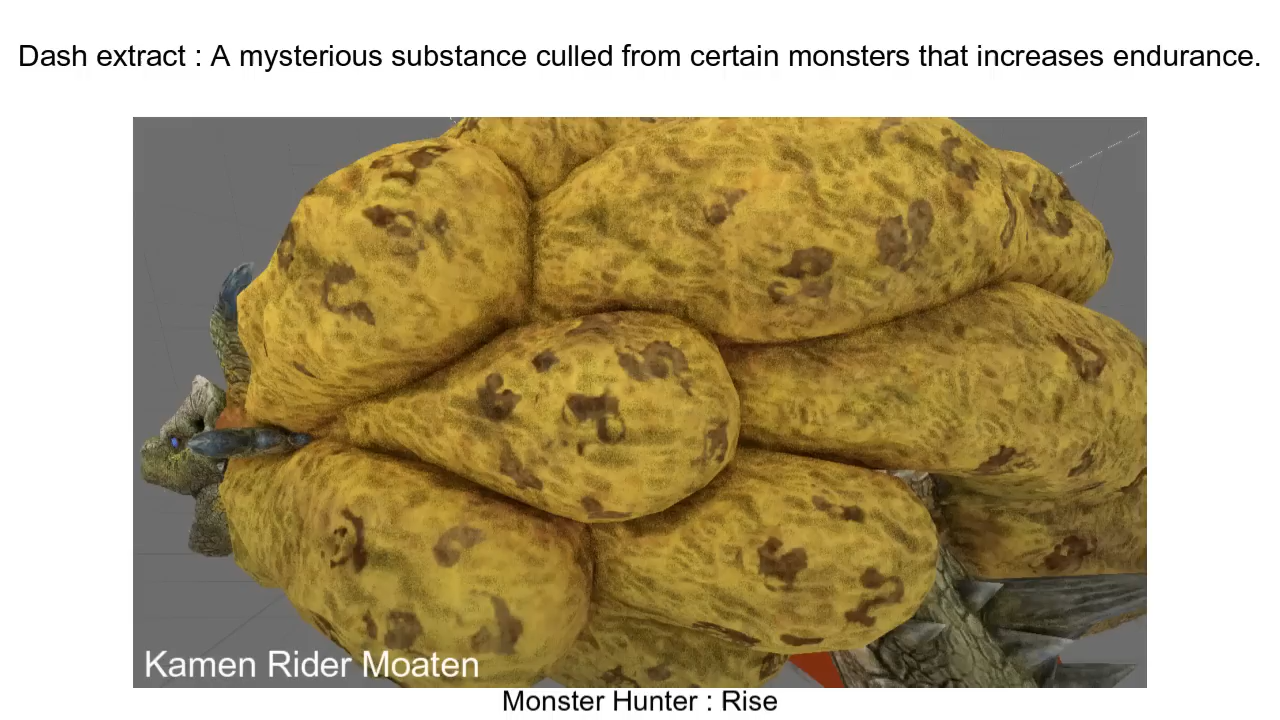 Dash extract : A mysterious substance culled from certain monsters that increases endurance.
Kamen Rider Moaten
Monster Hunter : Rise